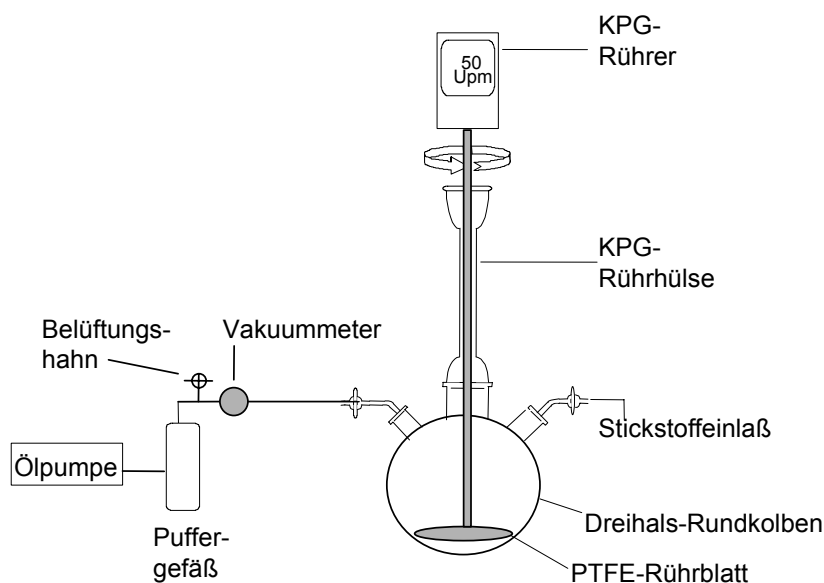 KPG-
Rührer
50
Upm
KPG-
Rührhülse
Belüftungs-
hahn
Vakuummeter
Stickstoffeinlaß
Ölpumpe
Dreihals-Rundkolben
Puffer-
gefäß
PTFE-Rührblatt